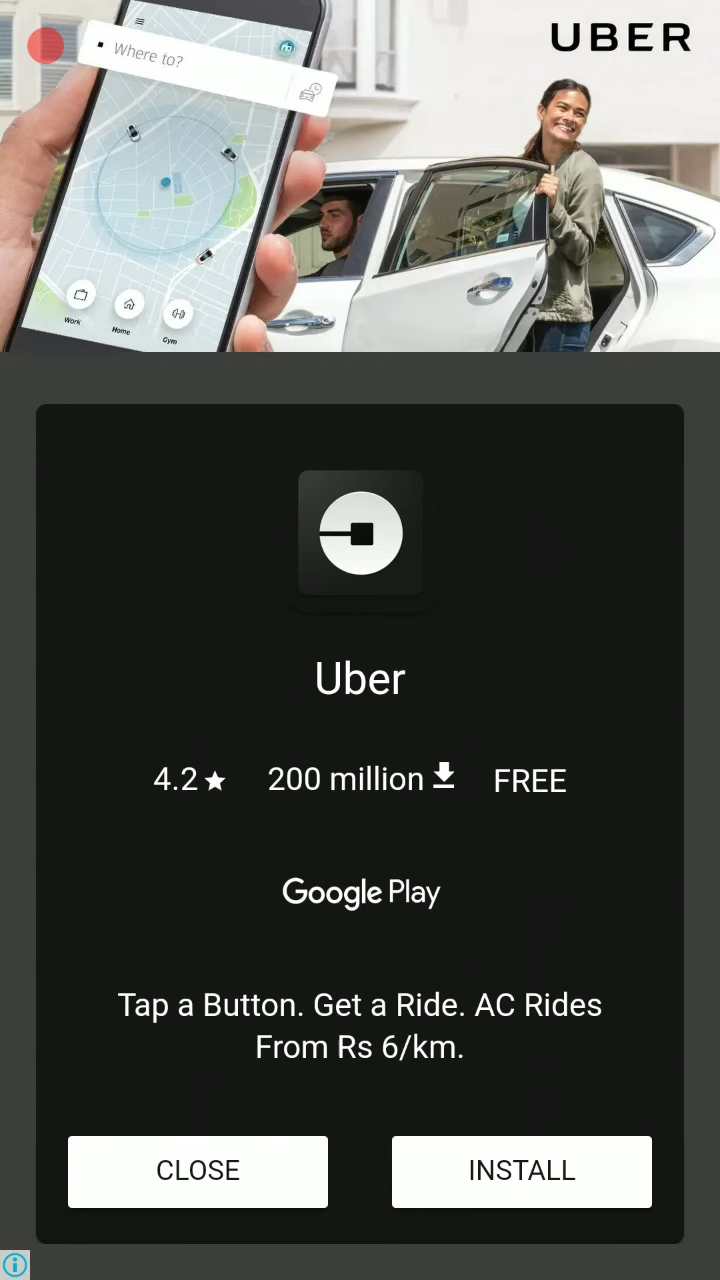 Where to?
UBER
Work
Home
Gym
Uber
4.2
200 million
FREE
Google Play
Tap a Button. Get a Ride. AC Rides
From Rs 6/km.
CLOSE
INSTALL